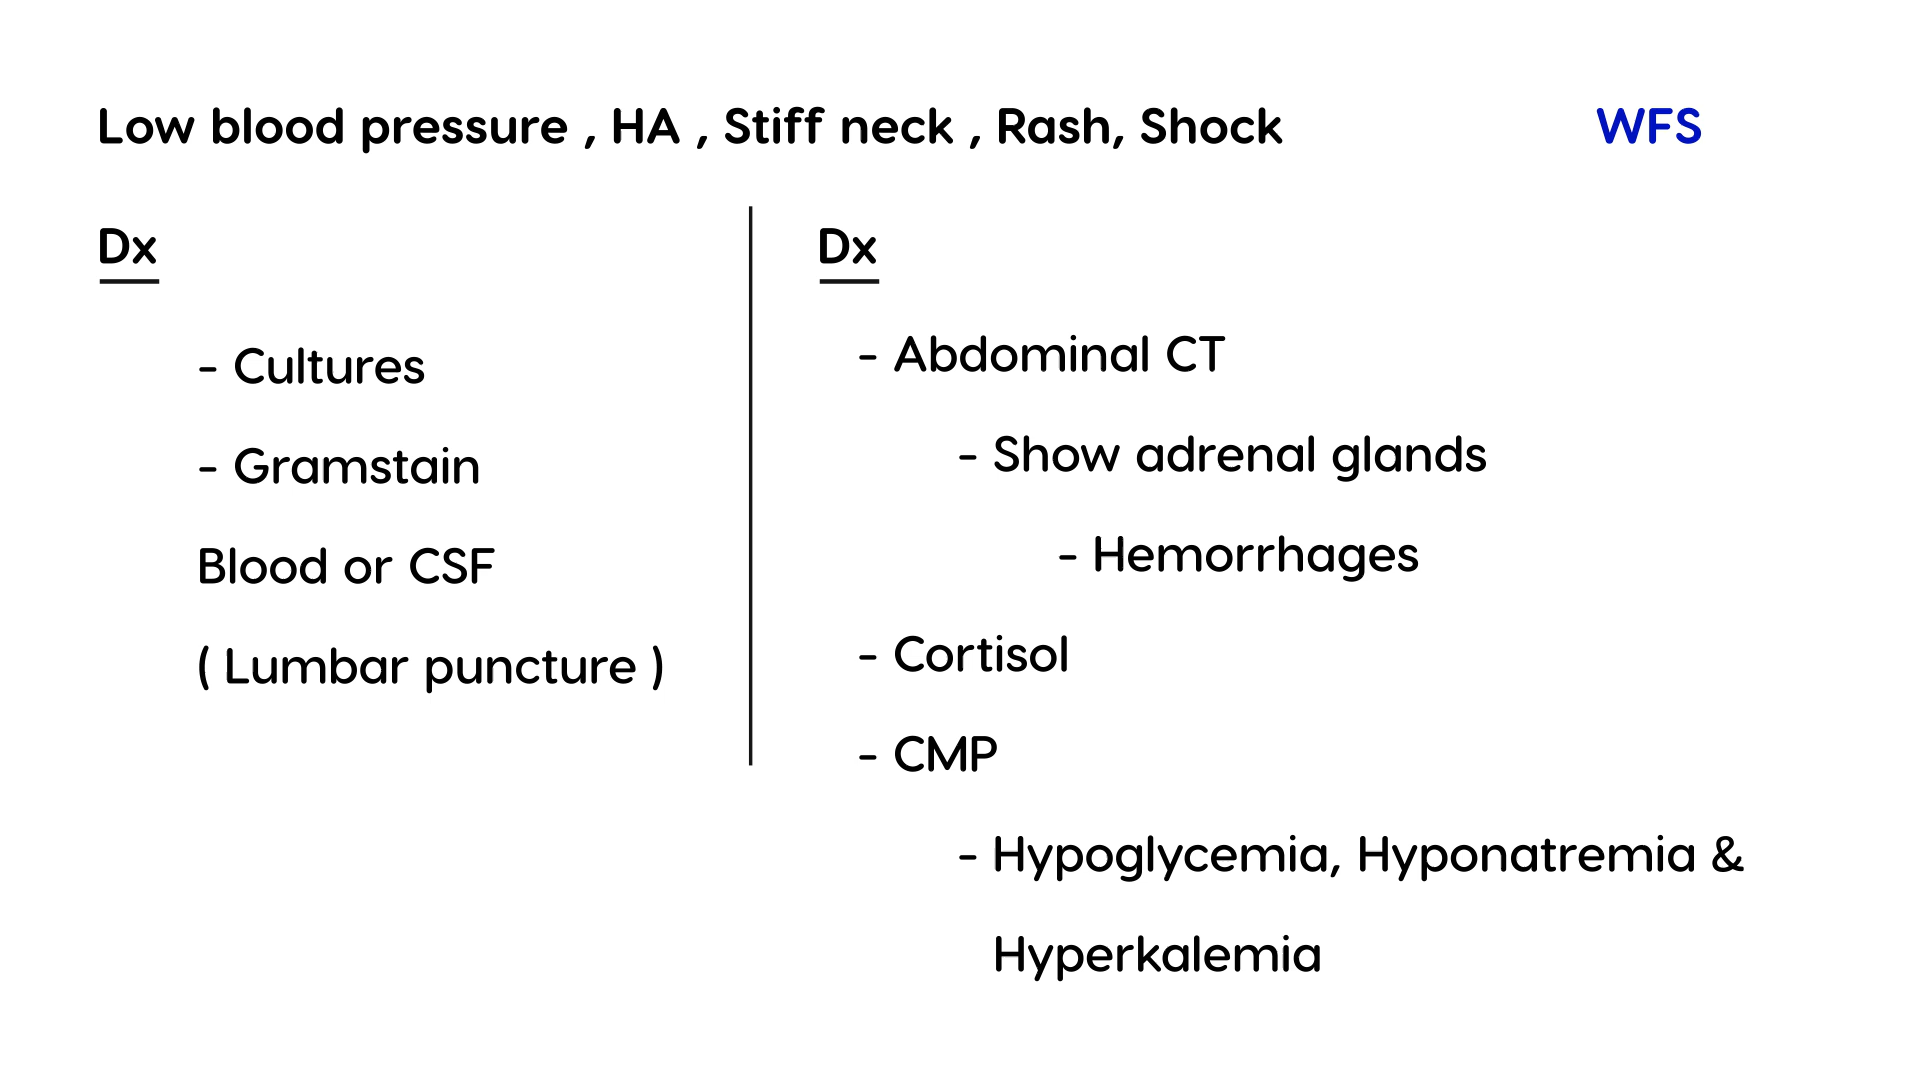 Low blood pressure , HA , Stiff neck , Rash, Shock
WFS
Dx
- Cultures
- Gramstain
Blood or CSF
( Lumbar puncture )
Dx
- Abdominal CT
- Show adrenal glands
- Hemorrhages
- Cortisol
- CMP
- Hypoglycemia, Hyponatremia &
Hyperkalemia